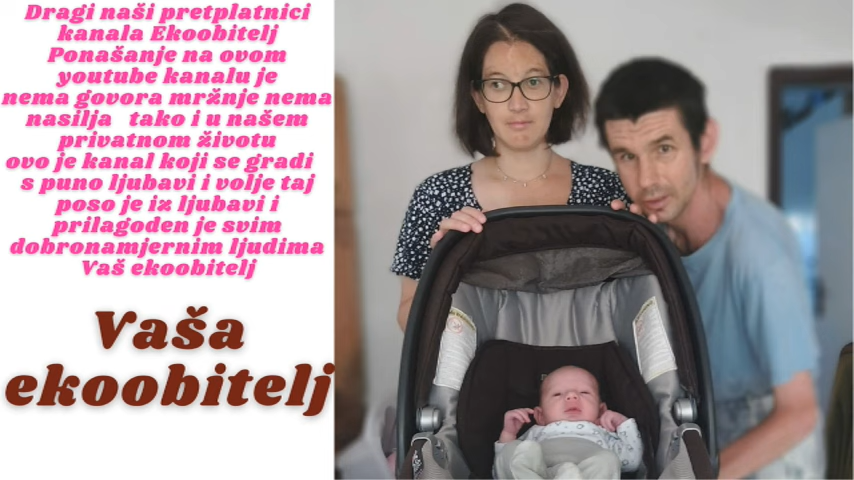 Dragi naši pretplatnici
kanala Ekoobitelj
Ponašanje na ovom
youtube kanalu je
nema govora mržnje nema
nasilja tako i u našem
privatnom životu
ovo je kanal koji se gradi
s puno ljubavi i volje taj
poso je iz ljubavi i
prilagođen je svim
dobronamjernim ljudima
Vaš ekoobitelj
Vaša
ekoobitelj